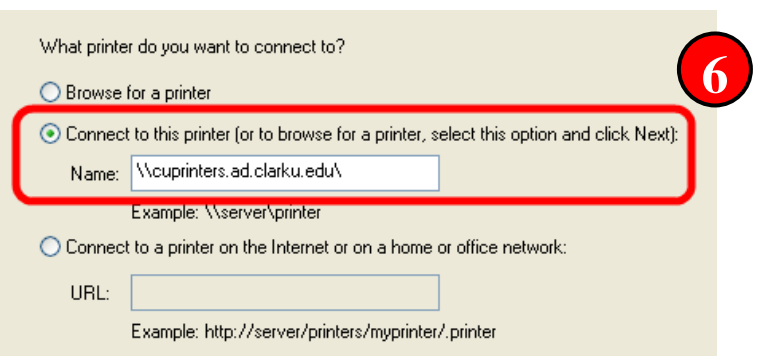 What printer do you want to connect to?
6
Browse for a printer
Connect to this printer (or to browse for a printer, select this option and click Next):
Name: \\cuprinters.ad.clarku.edu\
Example: \\server\printer
Connect to a printer on the Internet or on a home or office network:
URL:
Example: http://server/printers/myprinter/.printer